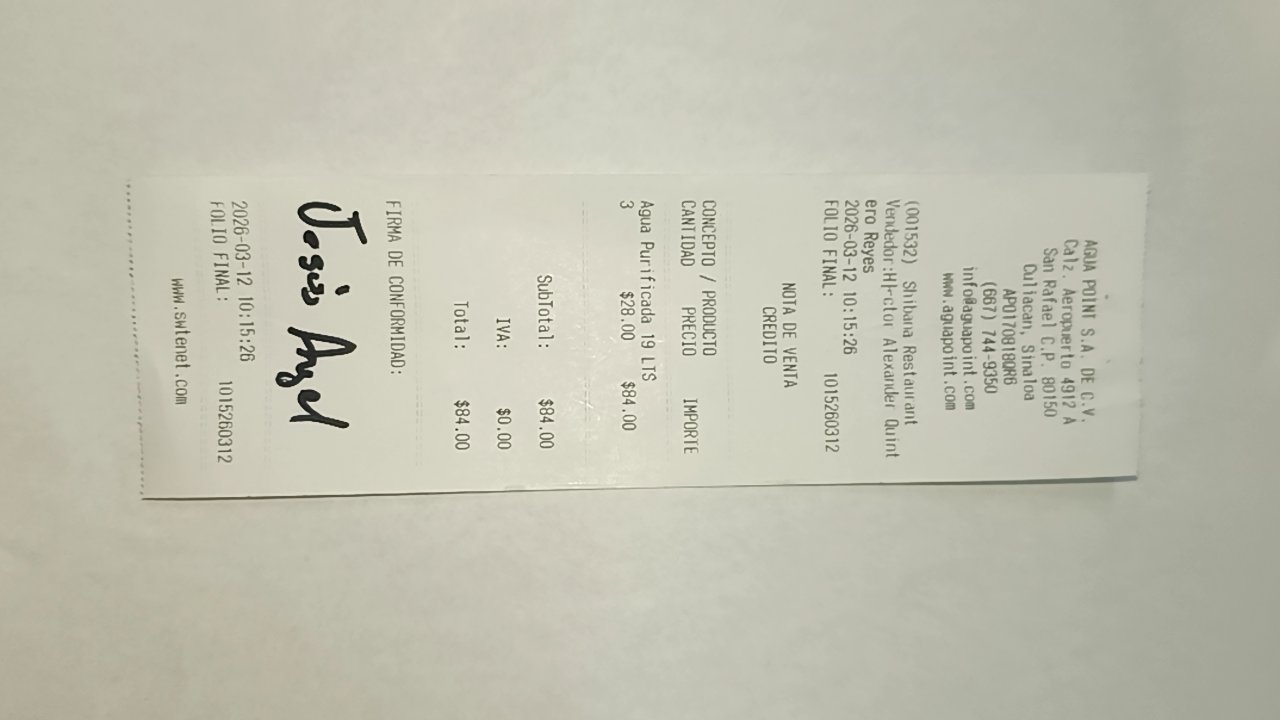 AGUA POINT S.A. DE C.V.
Calz. Aeropuerto 4912 A
San Rafael C.P. 80150
Culiacan, Sinaloa
APO170818QR6
(667) 744-9350
info@aguapoint.com
www.aguapoint.com
(001532) Shibana Restaurant
Vendedor:H├ctor Alexander Quint
ero Reyes
2026-03-12 10:15:26
FOLIO FINAL: 1015260312
NOTA DE VENTA
CREDITO
CONCEPTO / PRODUCTO
CANTIDAD PRECIO IMPORTE
Agua Purificada 19 LTS
3 $28.00 $84.00
SubTotal: $84.00
IVA: $0.00
Total: $84.00
FIRMA DE CONFORMIDAD:
Jesús Angel
2026-03-12 10:15:26
FOLIO FINAL: 1015260312
www.swtenet.com